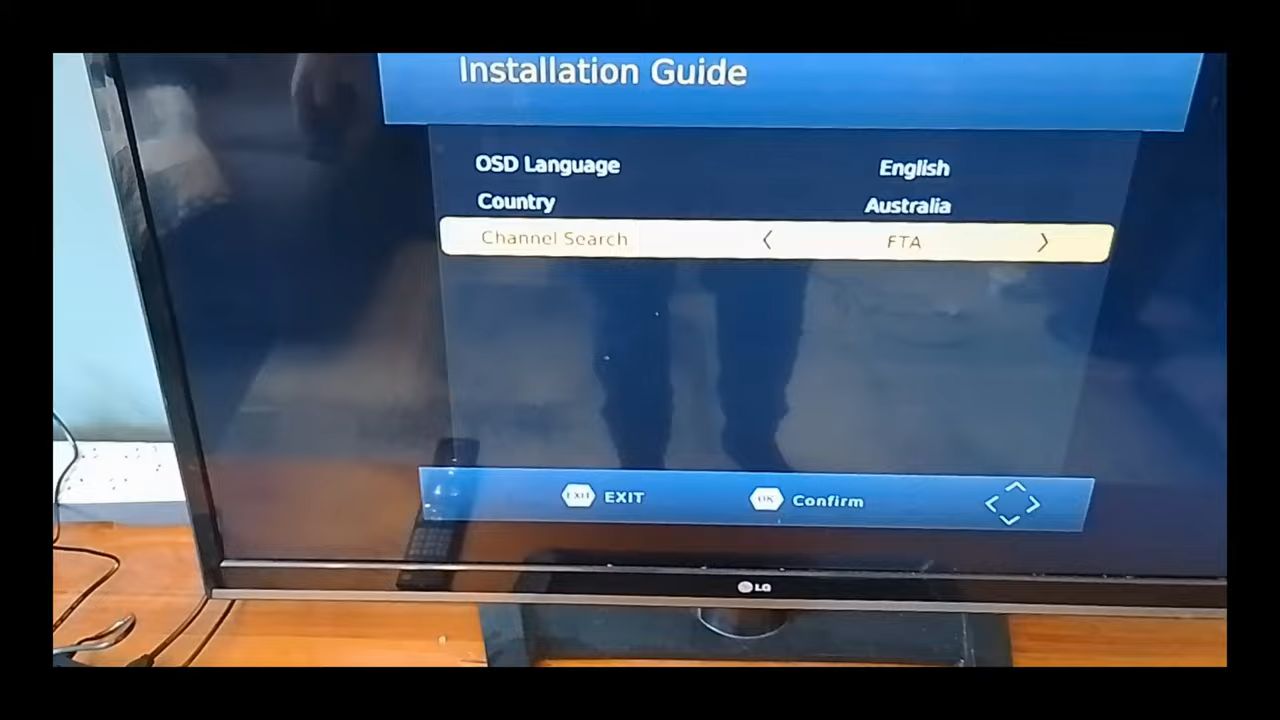 Installation Guide
OSD Language English
Country Australia
Channel Search FTA
EXIT EXIT OK Confirm
LG